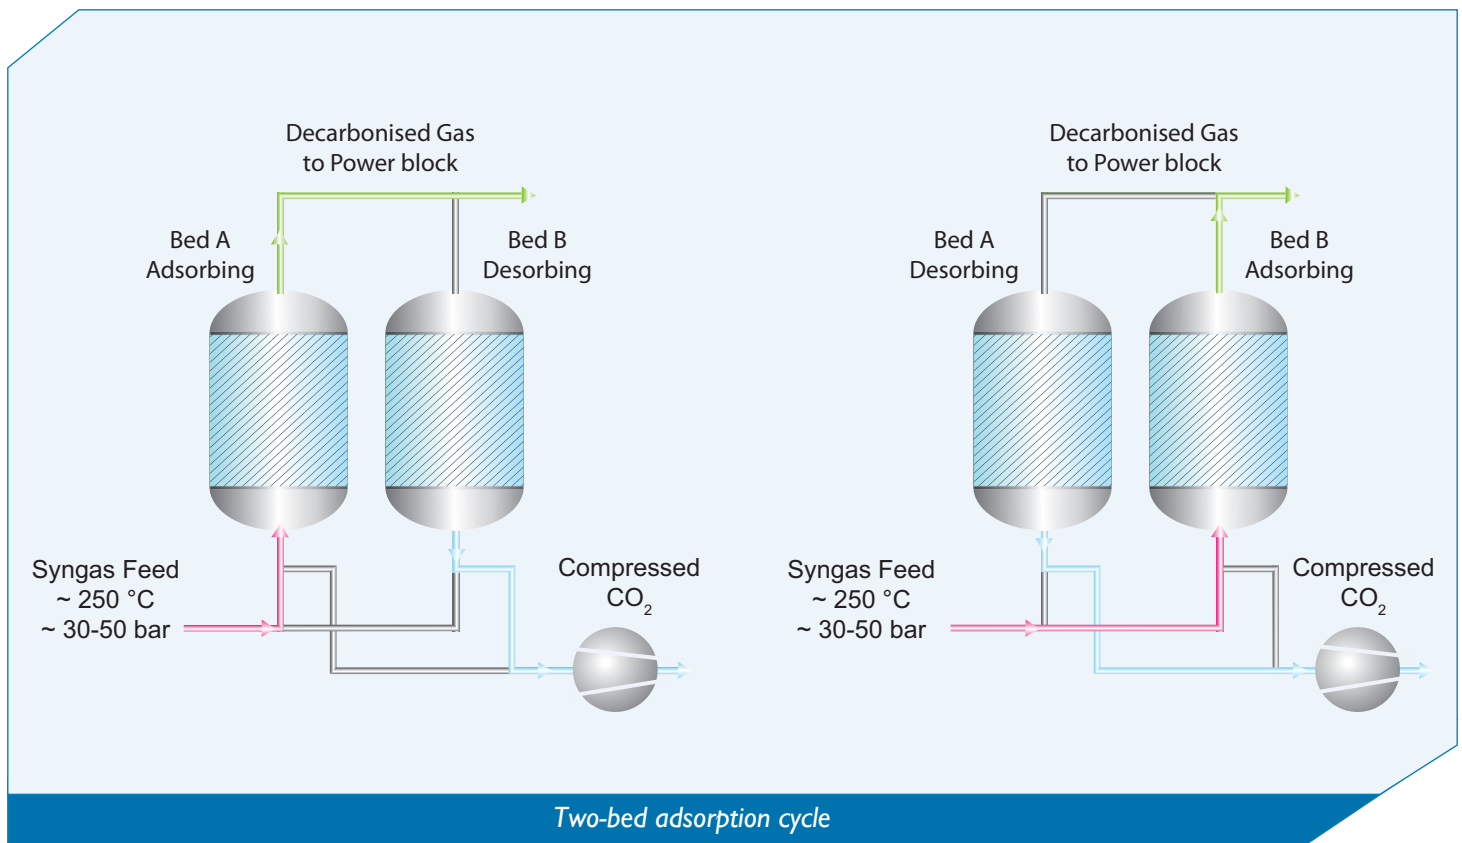 Decarbonised Gas
to Power block
Bed A
Adsorbing
Bed B
Desorbing
Syngas Feed
~ 250 °C
~ 30-50 bar
Compressed
CO₂
Decarbonised Gas
to Power block
Bed A
Desorbing
Bed B
Adsorbing
Syngas Feed
~ 250 °C
~ 30-50 bar
Compressed
CO₂
Two-bed adsorption cycle